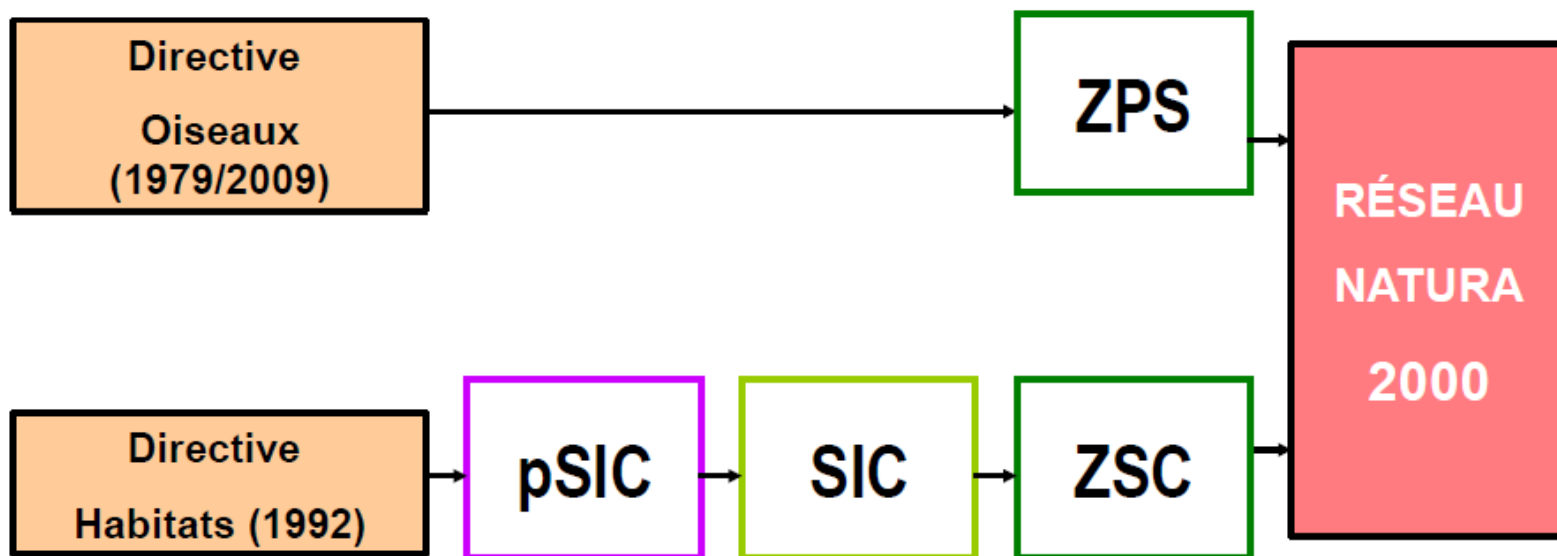 Directive
Oiseaux
(1979/2009)
ZPS
RÉSEAU
NATURA
2000
Directive
Habitats (1992)
pSIC
SIC
ZSC